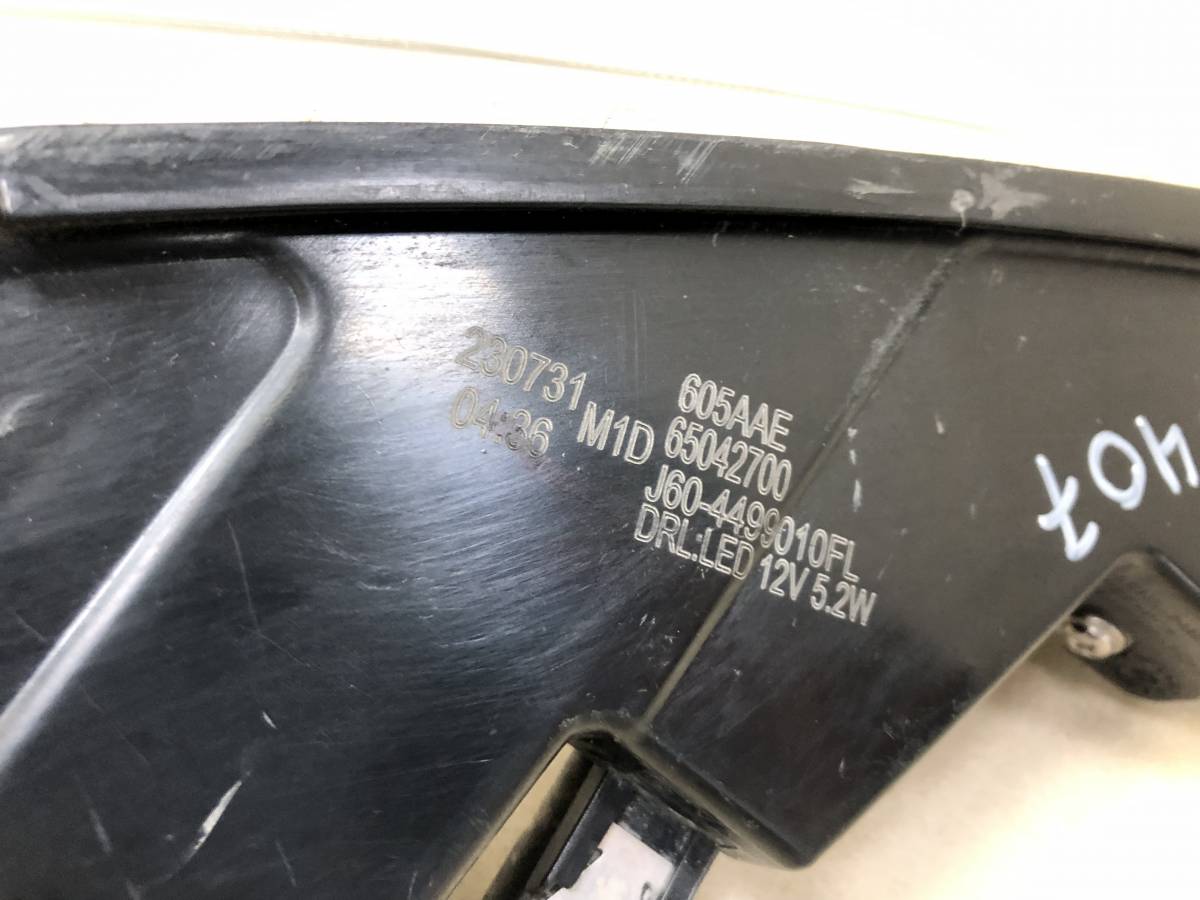 230731
04:36
M1D
605AAE
65042700
J60-4499010FL
DRL:LED 12V 5.2W
407